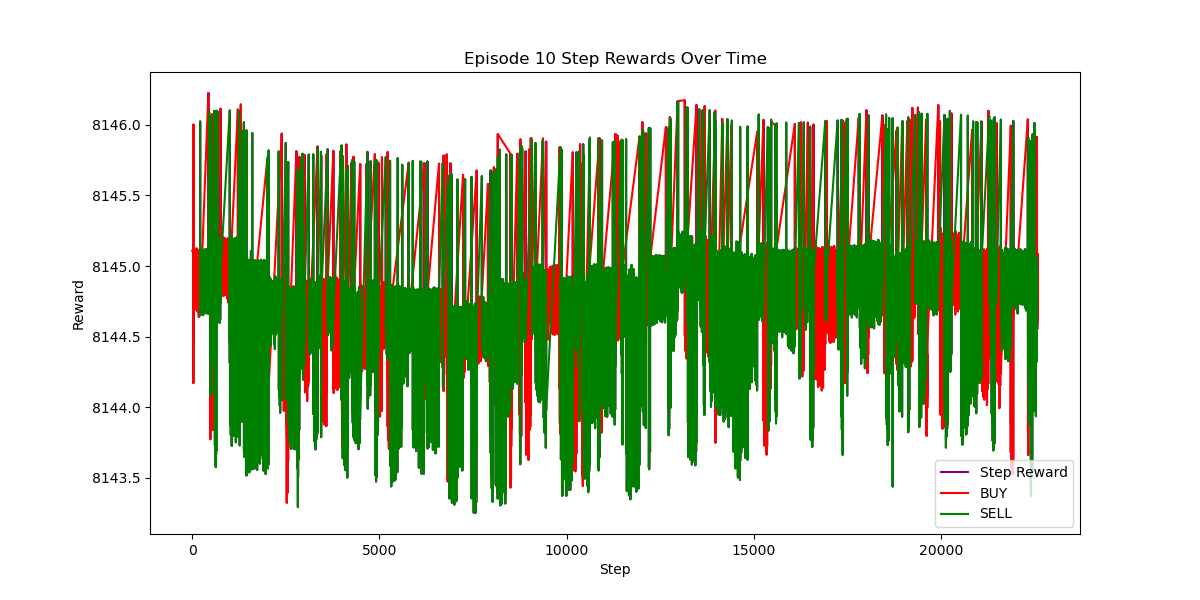 Episode 10 Step Rewards Over Time
Reward
8146.0
8145.5
8145.0
8144.5
8144.0
8143.5
Step Reward
BUY
SELL
0
5000
10000
15000
20000
Step